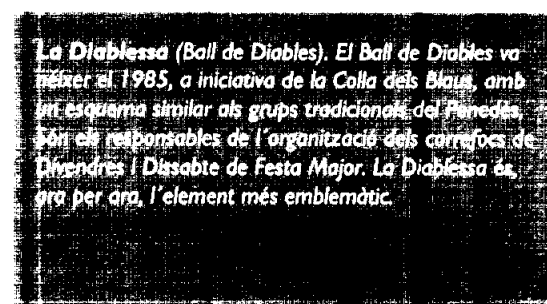 La Diablessa (Ball de Diables). El Ball de Diables va
néixer el 1985, a iniciativa de la Colla dels Blaus, amb
un esquema similar als grups tradicionals del Penedès.
Són els responsables de l'organització dels correfocs de
Divendres i Dissabte de Festa Major. La Diablessa és,
ara per ara, l'element més emblemàtic.